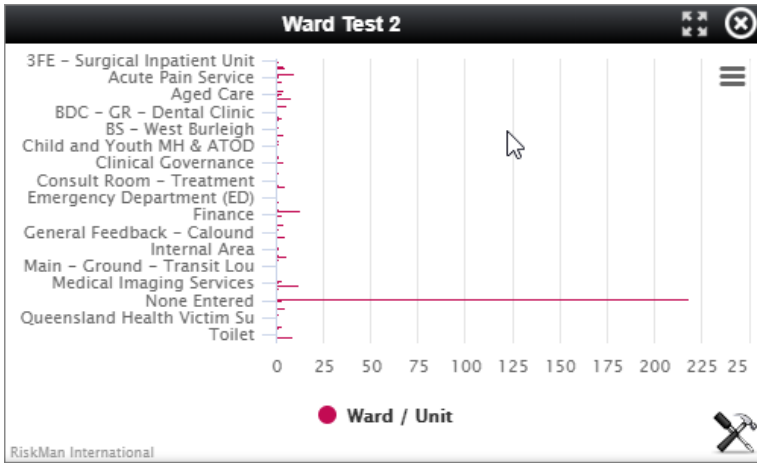 Ward Test 2
3FE - Surgical Inpatient Unit
Acute Pain Service
Aged Care
BDC - GR - Dental Clinic
BS - West Burleigh
Child and Youth MH & ATOD
Clinical Governance
Consult Room - Treatment
Emergency Department (ED)
Finance
General Feedback - Calound
Internal Area
Main - Ground - Transit Lou
Medical Imaging Services
None Entered
Queensland Health Victim Su
Toilet
0 25 50 75 100 125 150 175 200 225 25
Ward / Unit
RiskMan International